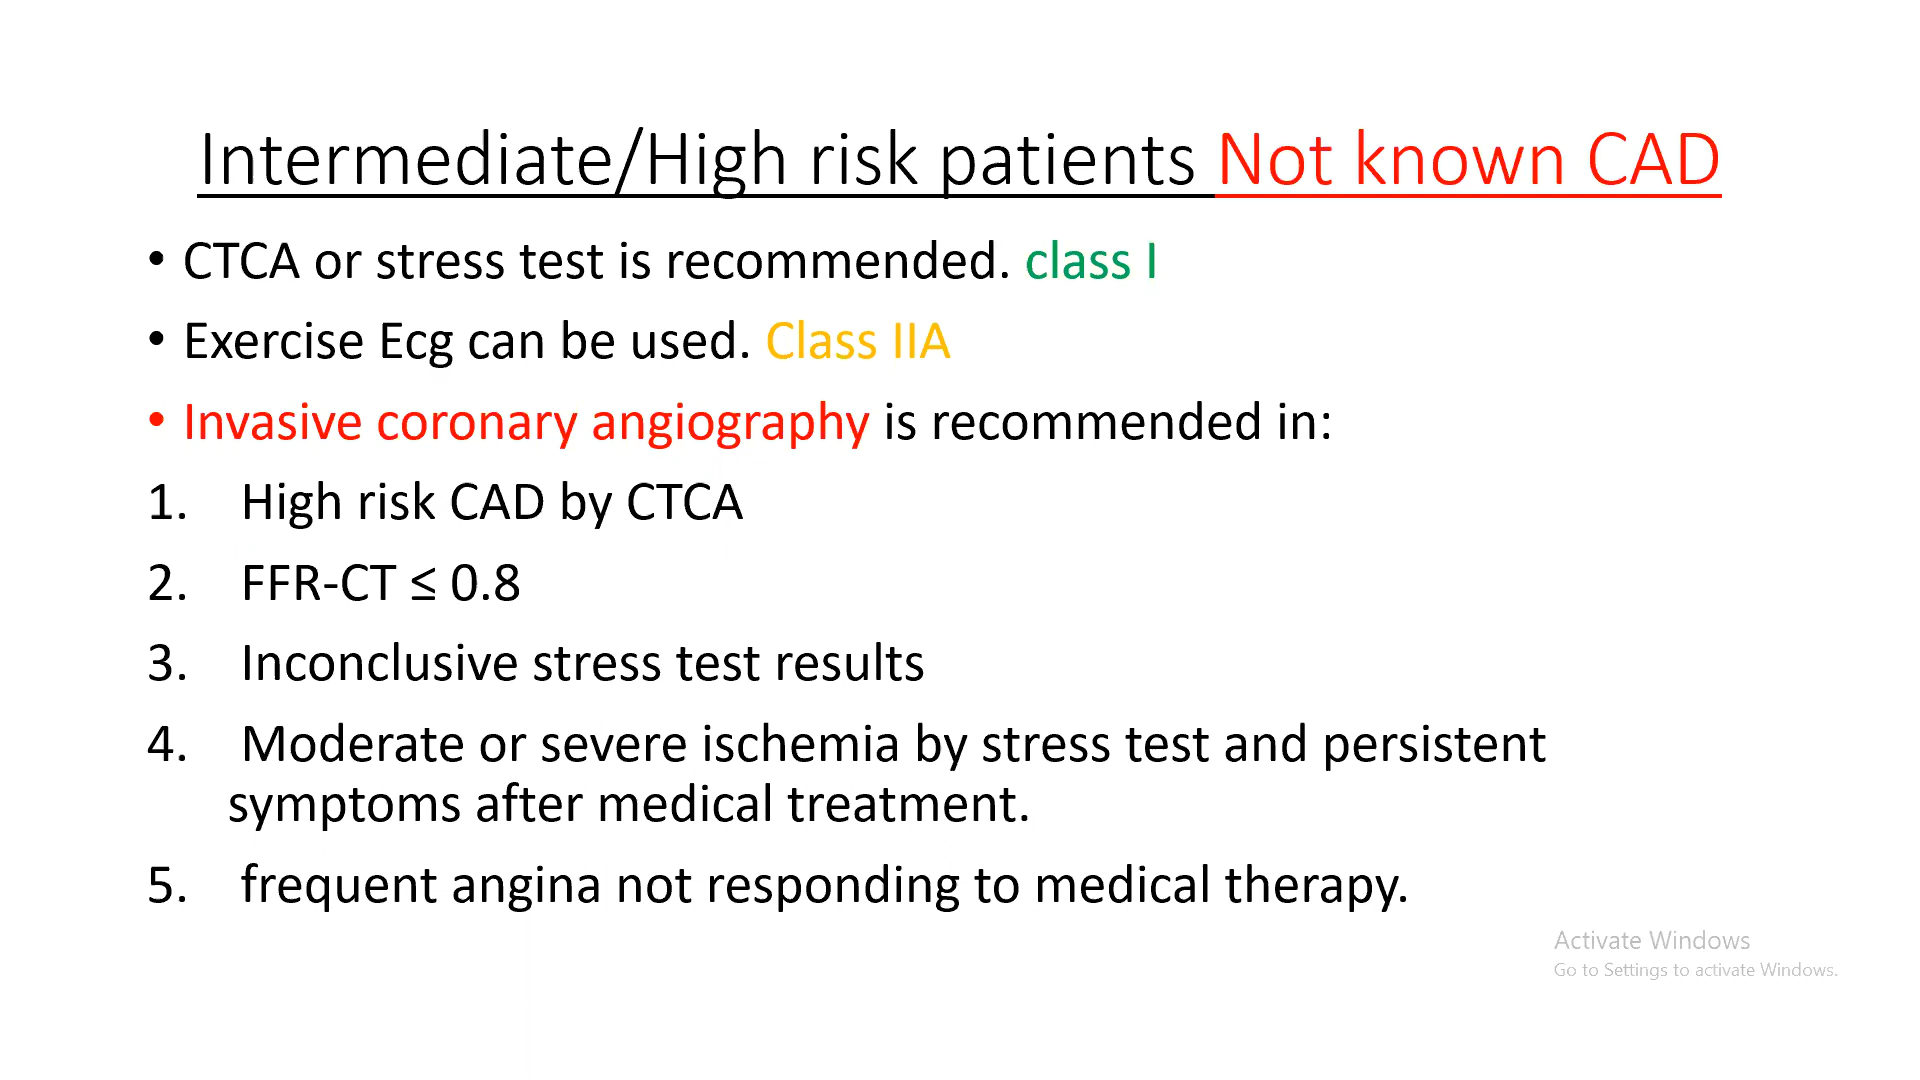 Intermediate/High risk patients Not known CAD
• CTCA or stress test is recommended. class I
• Exercise Ecg can be used. Class IIA
• Invasive coronary angiography is recommended in:
1. High risk CAD by CTCA
2. FFR-CT ≤ 0.8
3. Inconclusive stress test results
4. Moderate or severe ischemia by stress test and persistent
symptoms after medical treatment.
5. frequent angina not responding to medical therapy.
Activate Windows
Go to Settings to activate Windows.